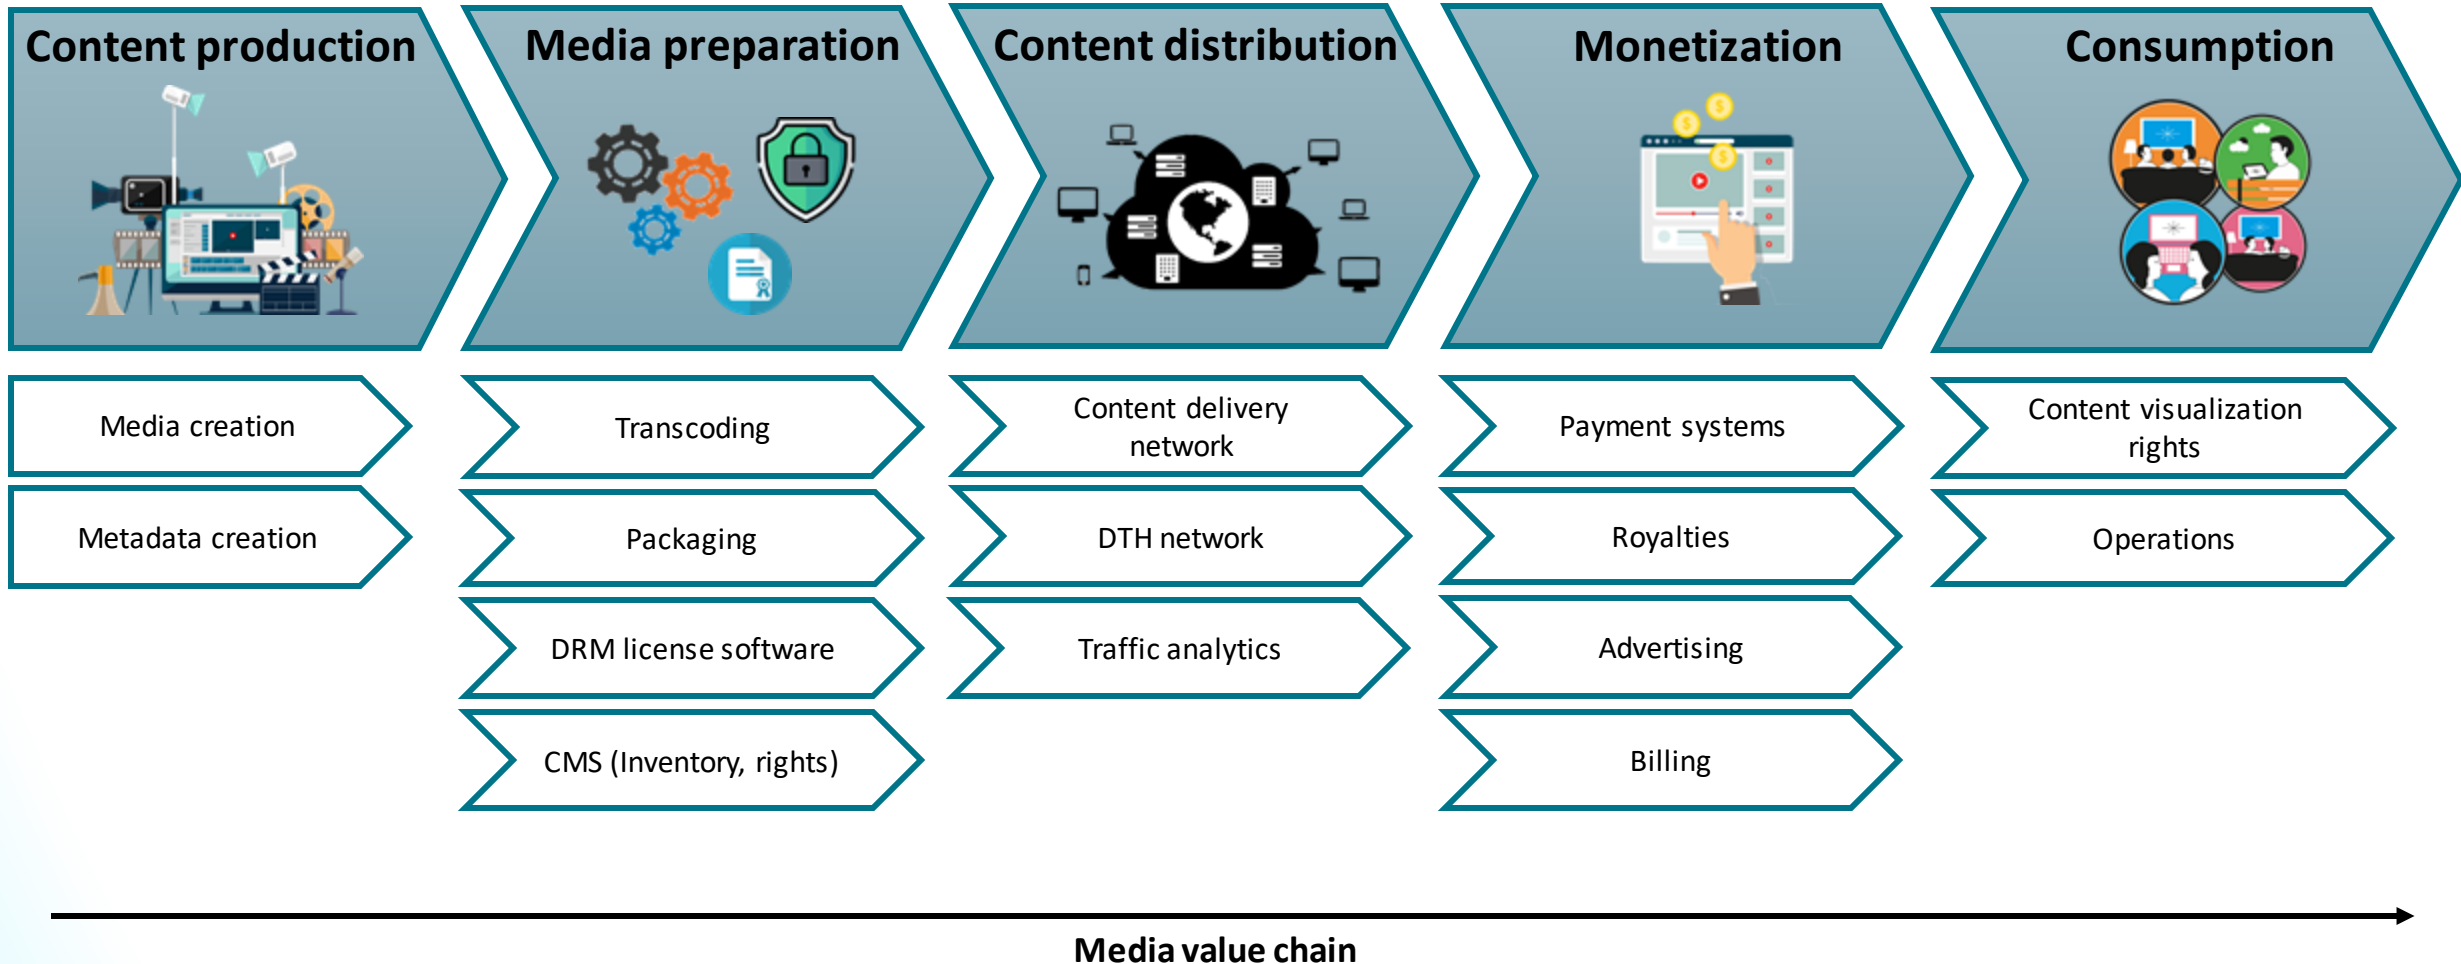 Content production
Media preparation
Content distribution
Monetization
Consumption
Media creation
Metadata creation
Transcoding
Packaging
DRM license software
CMS (Inventory, rights)
Content delivery
network
DTH network
Traffic analytics
Payment systems
Royalties
Advertising
Billing
Content visualization
rights
Operations
Media value chain